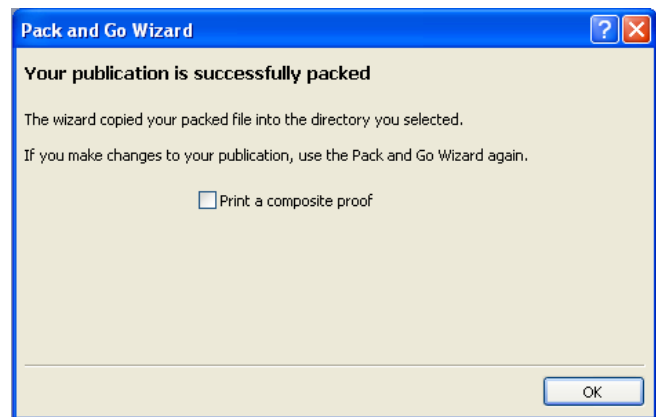 Pack and Go Wizard
Your publication is successfully packed
The wizard copied your packed file into the directory you selected.
If you make changes to your publication, use the Pack and Go Wizard again.
Print a composite proof
OK